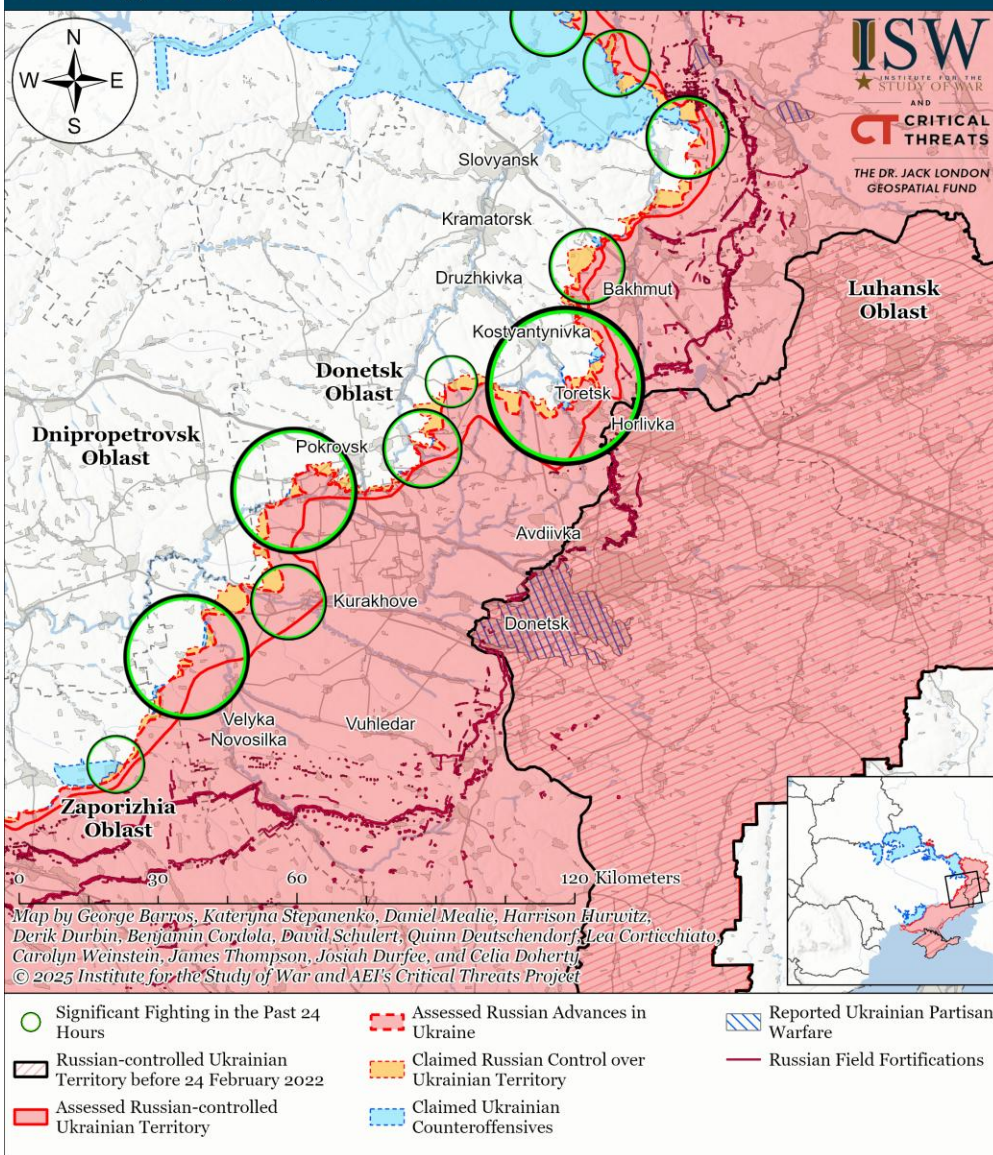 N
W E
S
ISW
INSTITUTE FOR THE
STUDY OF WAR
AND
CT CRITICAL
THREATS
THE DR. JACK LONDON
GEOSPATIAL FUND
Slovyansk
Kramatorsk
Druzhkivka
Bakhmut
Luhansk
Oblast
Kostyantynivka
Donetsk
Oblast
Toretsk
Horlivka
Dnipropetrovsk
Oblast
Pokrovsk
Avdiivka
Kurakhove
Donetsk
Velyka
Novosilka
Vuhledar
Zaporizhia
Oblast
0 30 60 120 Kilometers
Map by George Barros, Kateryna Stepanenko, Daniel Mealie, Harrison Hurwitz,
Derik Durbin, Benjamin Cordola, David Schulert, Quinn Deutschendorf, Lea Corticchiato,
Carolyn Weinstein, James Thompson, Josiah Durfee, and Celia Doherty
© 2025 Institute for the Study of War and AEI's Critical Threats Project
Significant Fighting in the Past 24
Hours
Russian-controlled Ukrainian
Territory before 24 February 2022
Assessed Russian-controlled
Ukrainian Territory
Assessed Russian Advances in
Ukraine
Claimed Russian Control over
Ukrainian Territory
Claimed Ukrainian
Counteroffensives
Reported Ukrainian Partisan
Warfare
Russian Field Fortifications